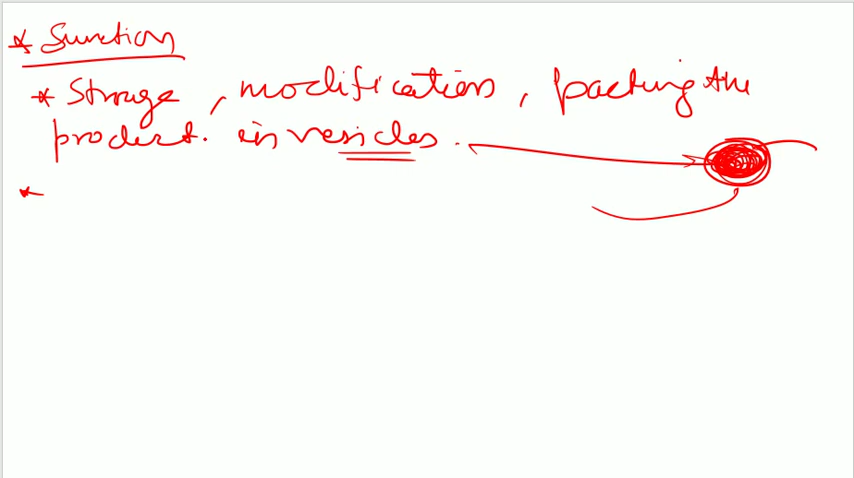 * Function
* Storage, modification, packing the
product. in vesicles.
*